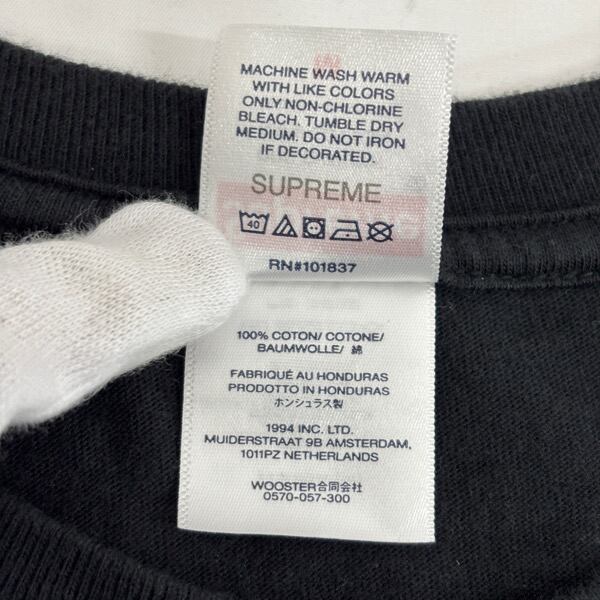 MACHINE WASH WARM
WITH LIKE COLORS
ONLY NON-CHLORINE
BLEACH. TUMBLE DRY
MEDIUM. DO NOT IRON
IF DECORATED.
SUPREME
40
RN#101837
100% COTON/ COTONE/
BAUMWOLLE/ 綿
FABRIQUÉ AU HONDURAS
PRODOTTO IN HONDURAS
ホンジュラス製
1994 INC. LTD.
MUIDERSTRAAT 9B AMSTERDAM,
1011PZ NETHERLANDS
WOOSTER合同会社
0570-057-300